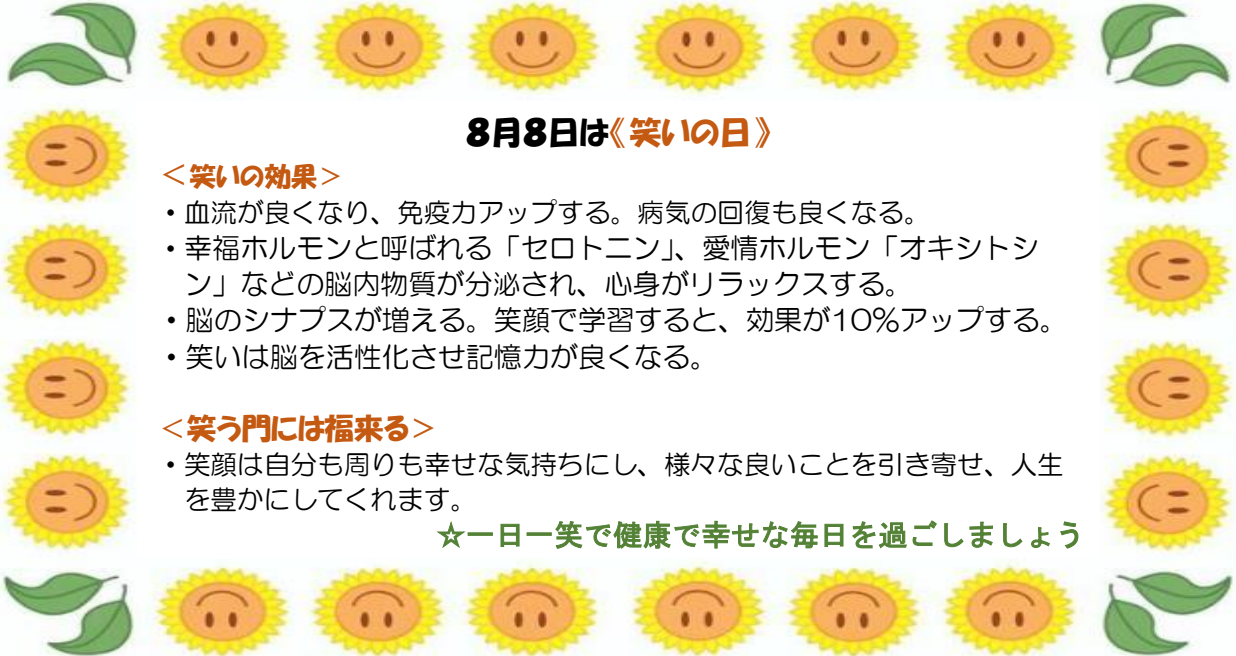 8月8日は《笑いの日》
＜笑いの効果＞
・血流が良くなり、免疫力アップする。病気の回復も良くなる。
・幸福ホルモンと呼ばれる「セロトニン」、愛情ホルモン「オキシトシ
ン」などの脳内物質が分泌され、心身がリラックスする。
・脳のシナプスが増える。笑顔で学習すると、効果が10％アップする。
・笑いは脳を活性化させ記憶力が良くなる。
＜笑う門には福来る＞
・笑顔は自分も周りも幸せな気持ちにし、様々な良いことを引き寄せ、人生
を豊かにしてくれます。
☆一日一笑で健康で幸せな毎日を過ごしましょう